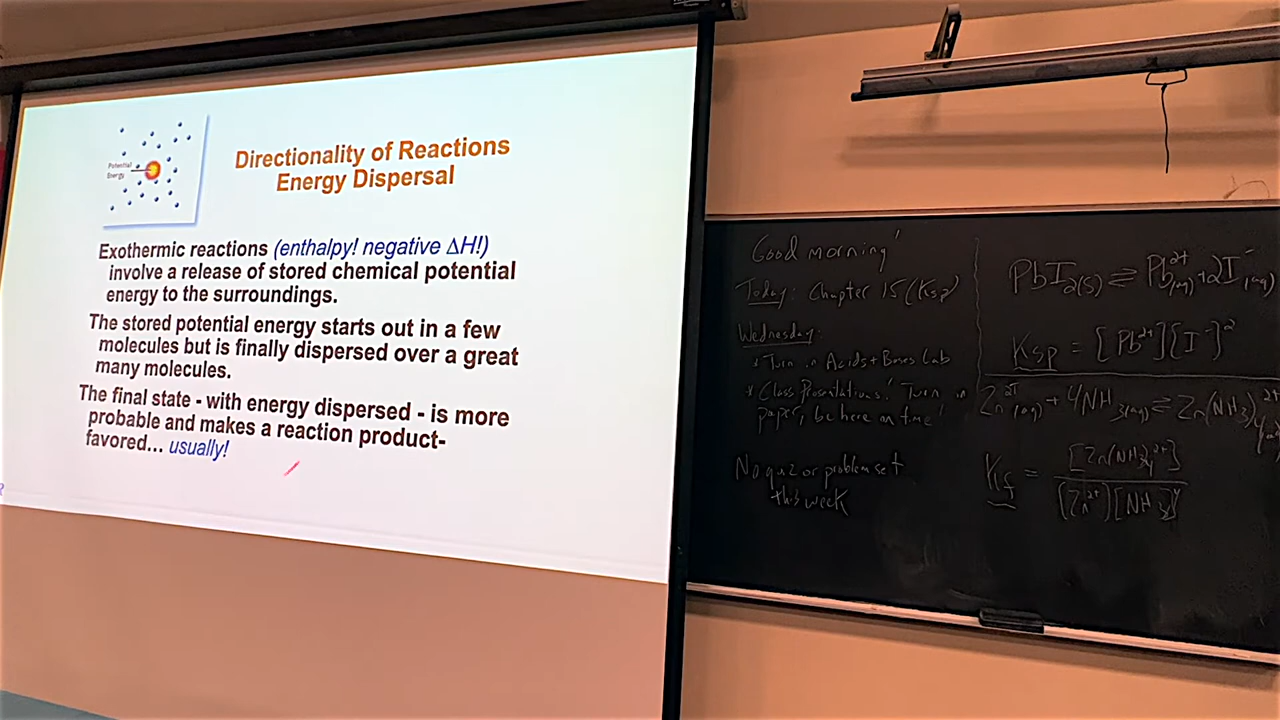 Potential
Energy
Directionality of Reactions
Energy Dispersal
Exothermic reactions (enthalpy! negative ΔH!)
involve a release of stored chemical potential
energy to the surroundings.
The stored potential energy starts out in a few
molecules but is finally dispersed over a great
many molecules.
The final state - with energy dispersed - is more
probable and makes a reaction product-
favored... usually!
Good morning!
Today: Chapter 15 (Ksp)
Wednesday:
* Turn in Acids + Bases Lab
* Class Presentations! Turn in
paper, be here on time!
No quiz or problem set
this week
PbI₂(s) ⇌ Pb²⁺(aq) + 2I⁻(aq)
Ksp = [Pb²⁺][I⁻]²
Zn²⁺(aq) + 4NH₃(aq) ⇌ Zn(NH₃)₄²⁺
Kf = [Zn(NH₃)₄²⁺]
[Zn²⁺][NH₃]⁴